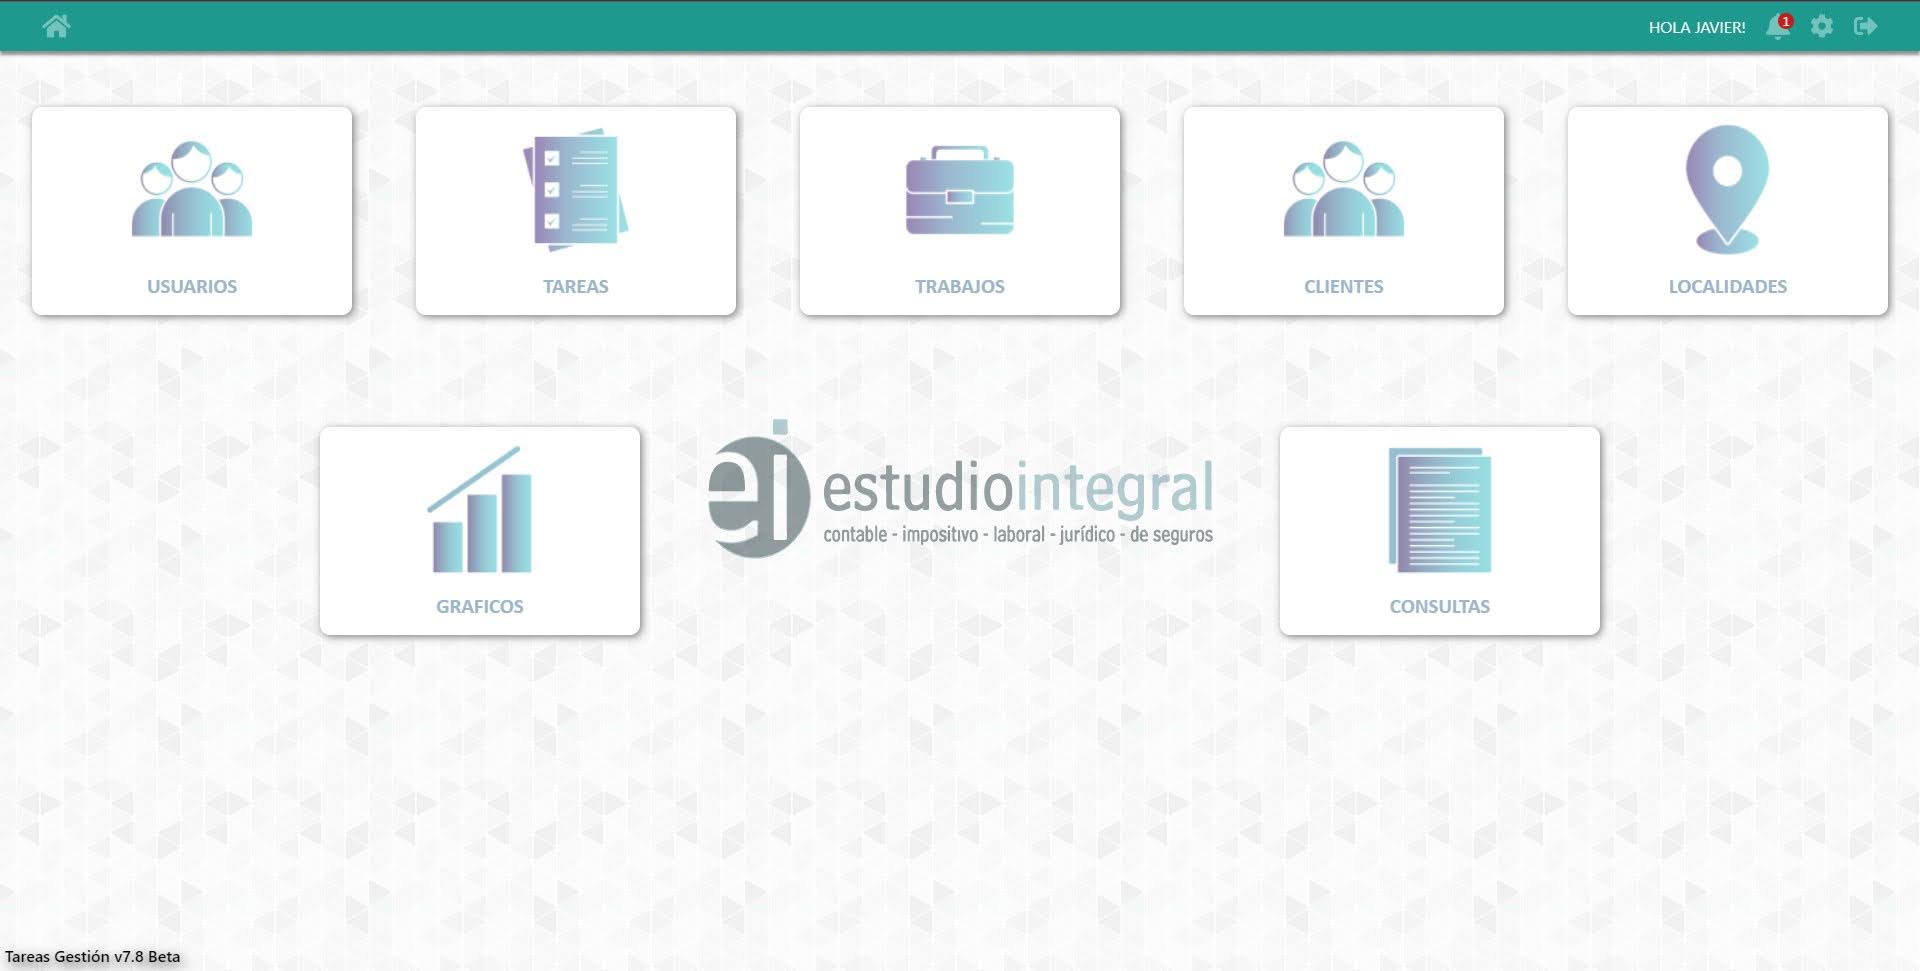 HOLA JAVIER!
1
USUARIOS
TAREAS
TRABAJOS
CLIENTES
LOCALIDADES
ei estudiointegral
contable - impositivo - laboral - jurídico - de seguros
GRAFICOS
CONSULTAS
Tareas Gestión v7.8 Beta